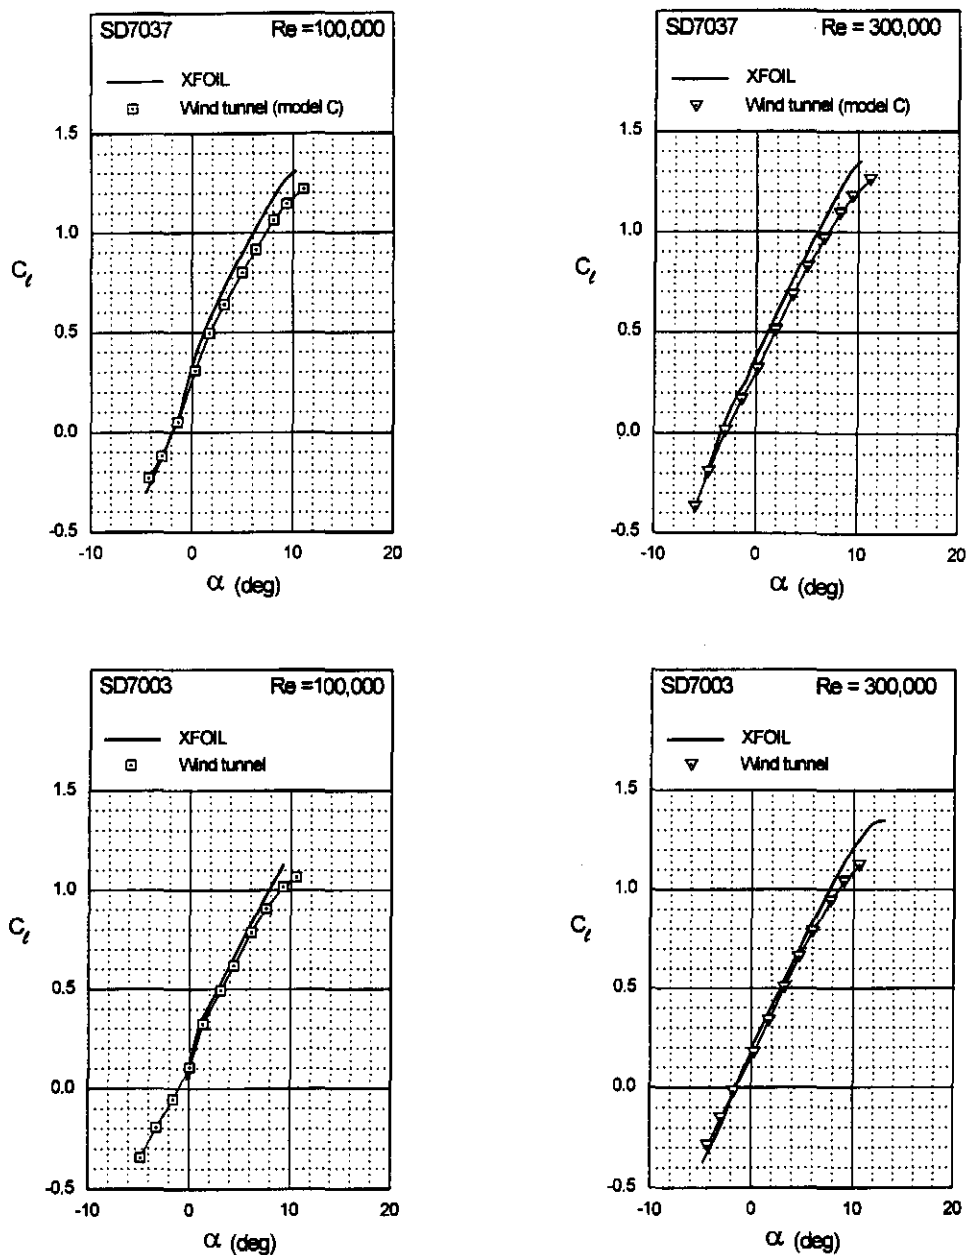 SD7037 Re =100,000
XFOIL
Wind tunnel (model C)
1.5
1.0
Cℓ
0.5
0.0
-0.5
-10 0 10 20
α (deg)
SD7037 Re = 300,000
XFOIL
Wind tunnel (model C)
1.5
1.0
Cℓ
0.5
0.0
-0.5
-10 0 10 20
α (deg)
SD7003 Re =100,000
XFOIL
Wind tunnel
1.5
1.0
Cℓ
0.5
0.0
-0.5
-10 0 10 20
α (deg)
SD7003 Re = 300,000
XFOIL
Wind tunnel
1.5
1.0
Cℓ
0.5
0.0
-0.5
-10 0 10 20
α (deg)